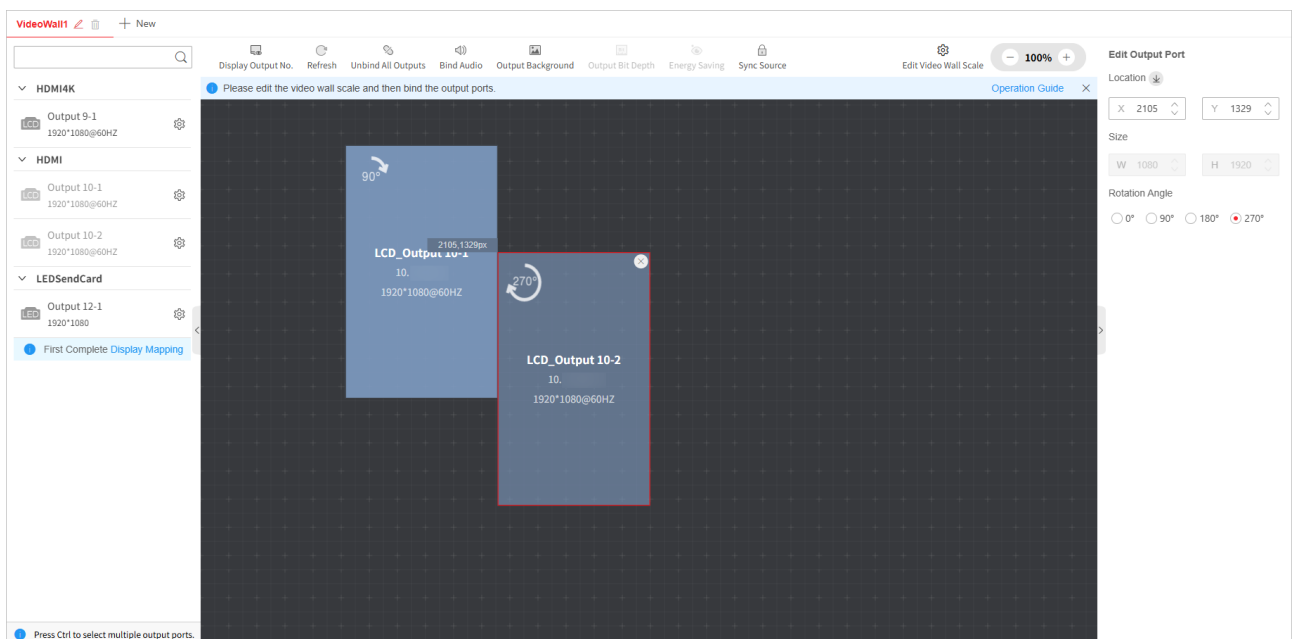 VideoWall1
New
Display Output No. Refresh Unbind All Outputs Bind Audio Output Background Output Bit Depth Energy Saving Sync Source Edit Video Wall Scale 100%
Please edit the video wall scale and then bind the output ports. Operation Guide
HDMI4K
LCD Output 9-1
1920*1080@60HZ
HDMI
LCD Output 10-1
1920*1080@60HZ
LCD Output 10-2
1920*1080@60HZ
LEDSendCard
LED Output 12-1
1920*1080
First Complete Display Mapping
Press Ctrl to select multiple output ports.
90°
LCD_Output 10-1
10.
1920*1080@60HZ
2105,1329px
270°
LCD_Output 10-2
10.
1920*1080@60HZ
Edit Output Port
Location
X 2105 Y 1329
Size
W 1080 H 1920
Rotation Angle
0° 90° 180° 270°